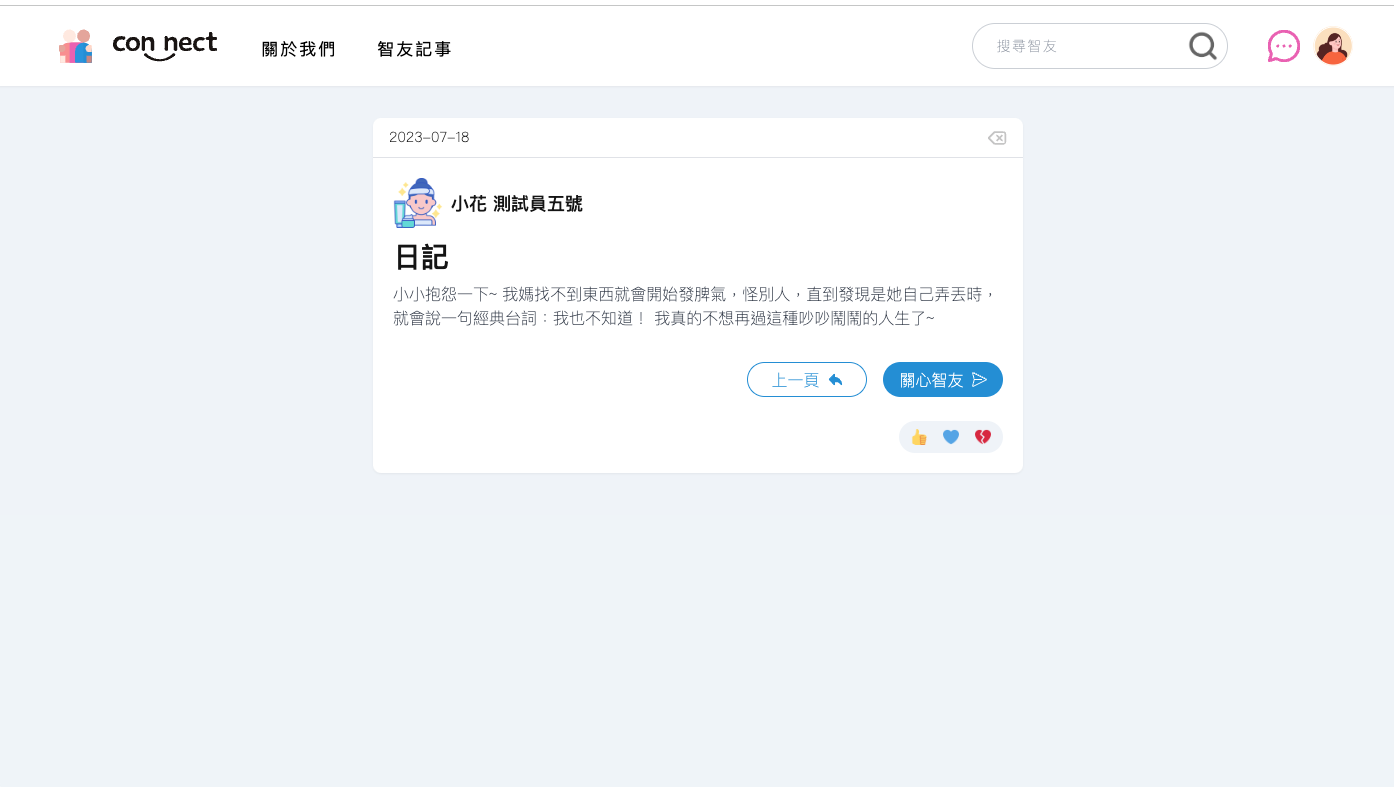 con nect
關於我們
智友記事
搜尋智友
2023-07-18
小花 測試員五號
日記
小小抱怨一下~ 我媽找不到東西就會開始發脾氣，怪別人，直到發現是她自己弄丟時，
就會說一句經典台詞：我也不知道！ 我真的不想再過這種吵吵鬧鬧的人生了~
上一頁
關心智友